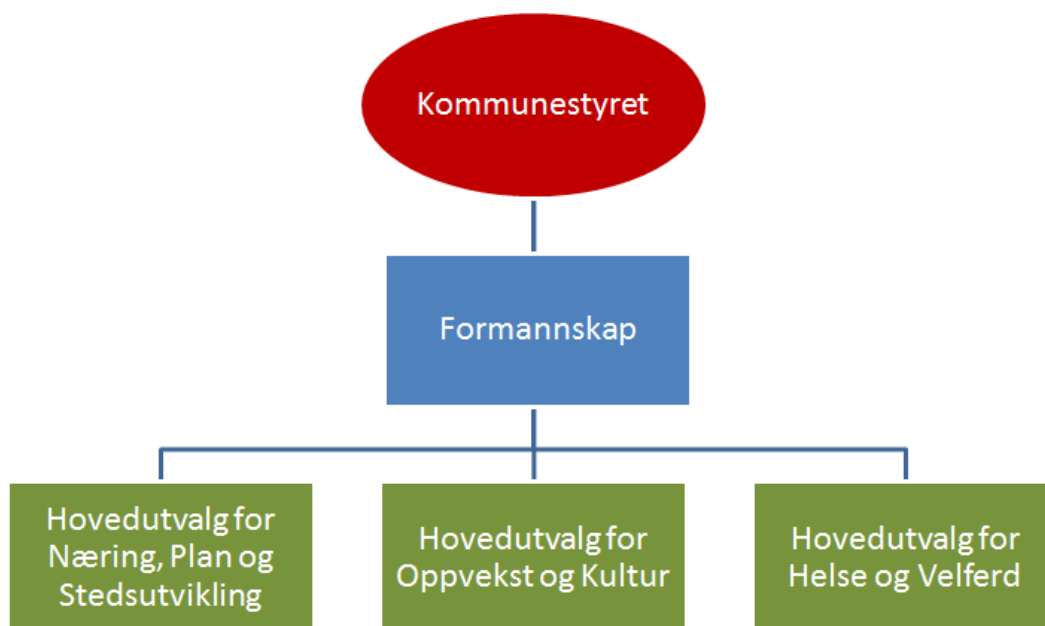 Kommunestyret
Formannskap
Hovedutvalg for
Næring, Plan og
Stedsutvikling
Hovedutvalg for
Oppvekst og Kultur
Hovedutvalg for
Helse og Velferd